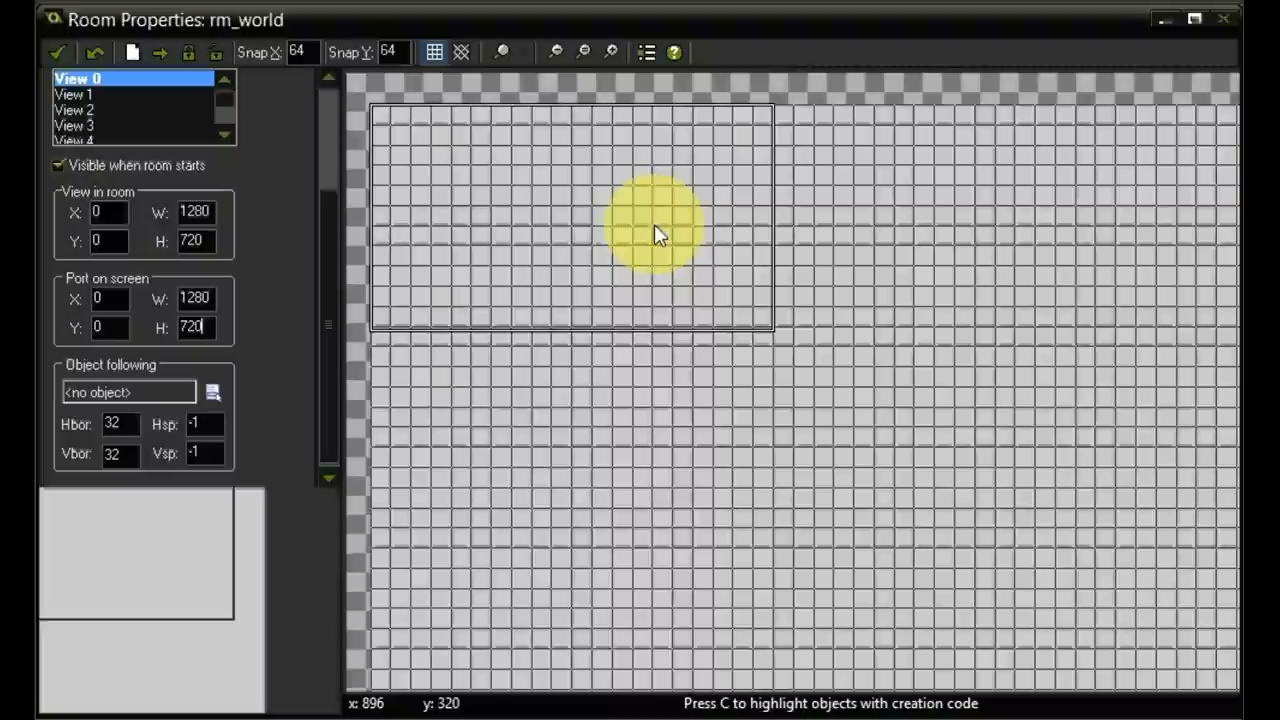 Room Properties: rm_world
Snap X: 64 Snap Y: 64
View 0
View 1
View 2
View 3
View 4
Visible when room starts
View in room
X: 0 W: 1280
Y: 0 H: 720
Port on screen
X: 0 W: 1280
Y: 0 H: 720
Object following
<no object>
Hbor: 32 Hsp: -1
Vbor: 32 Vsp: -1
x: 896 y: 320 Press C to highlight objects with creation code